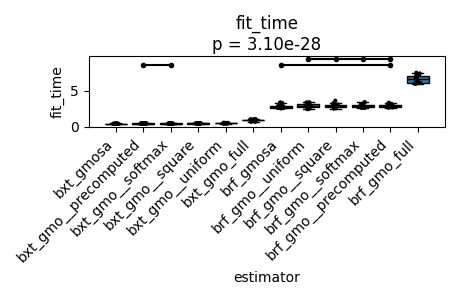 fit_time
p = 3.10e-28
fit_time
5
0
bxt_gmosa
bxt_gmo__precomputed
bxt_gmo__softmax
bxt_gmo__square
bxt_gmo__uniform
bxt_gmo_full
brf_gmosa
brf_gmo__uniform
brf_gmo__square
brf_gmo__softmax
brf_gmo__precomputed
brf_gmo_full
estimator